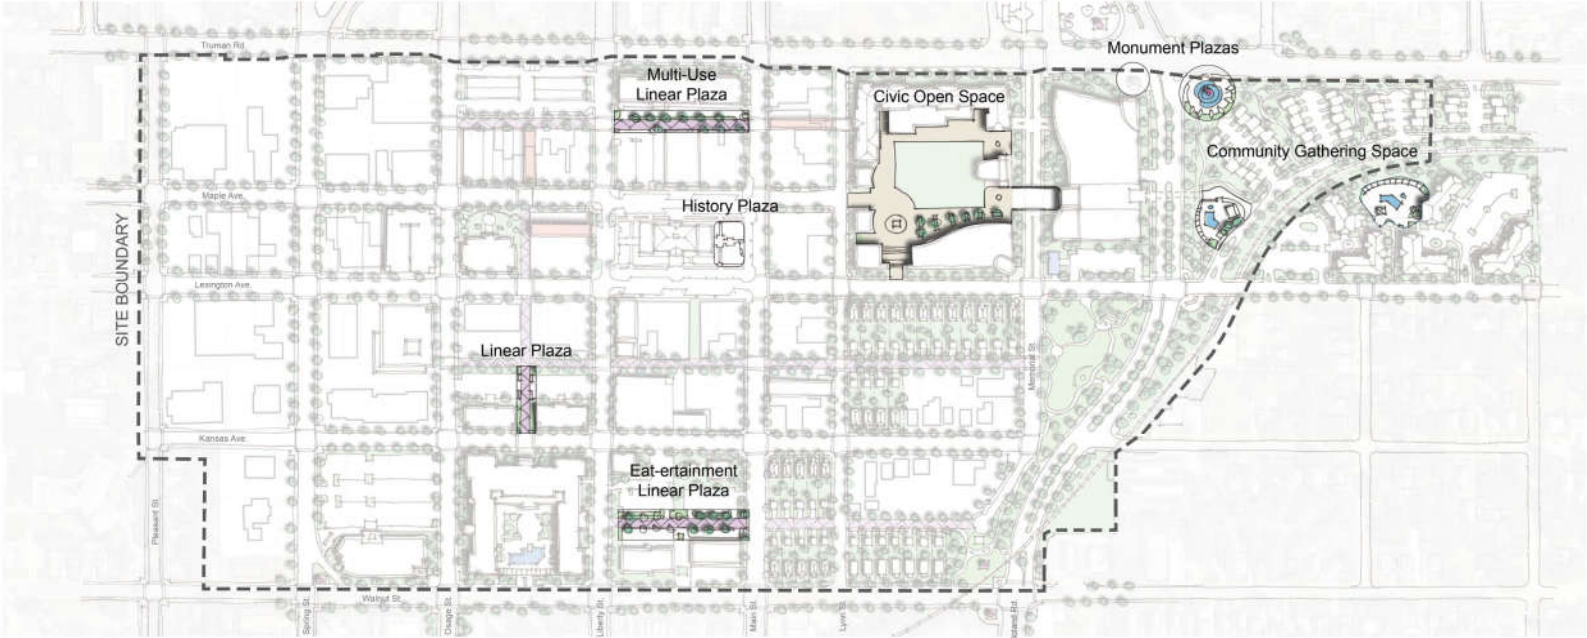 Truman Rd
Monument Plazas
Multi-Use
Linear Plaza
Civic Open Space
Community Gathering Space
Maple Ave.
History Plaza
SITE BOUNDARY
Lexington Ave.
Linear Plaza
Memorial St.
Kansas Ave.
Eat-ertainment
Linear Plaza
Pleasant St
Walnut St.
Spring St.
Osage St.
Liberty St.
Main St.
Lynn St.